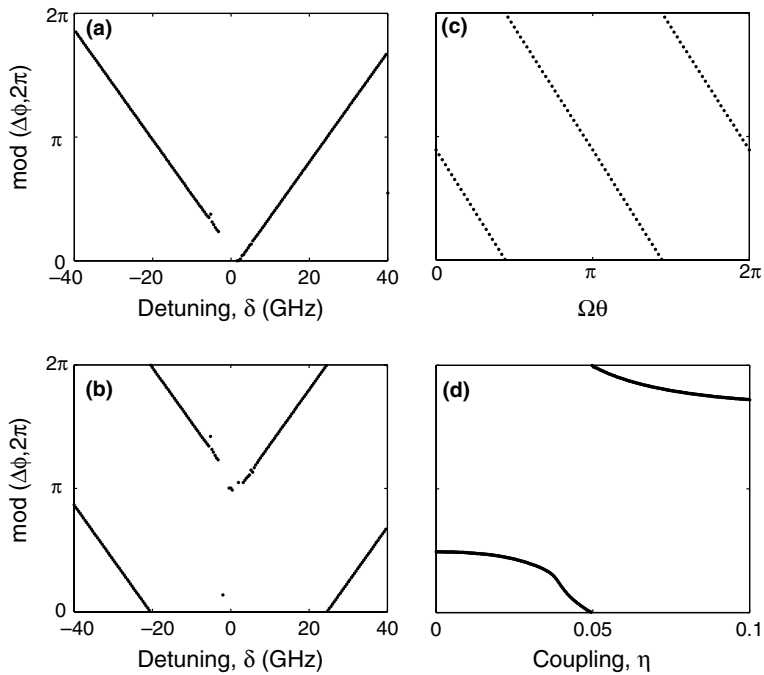 (a)
2π
π
0
mod (Δϕ,2π)
−40
−20
0
20
40
Detuning, δ (GHz)
(c)
0
π
2π
Ωθ
(b)
2π
π
0
mod (Δϕ,2π)
−40
−20
0
20
40
Detuning, δ (GHz)
(d)
0
0.05
0.1
Coupling, η